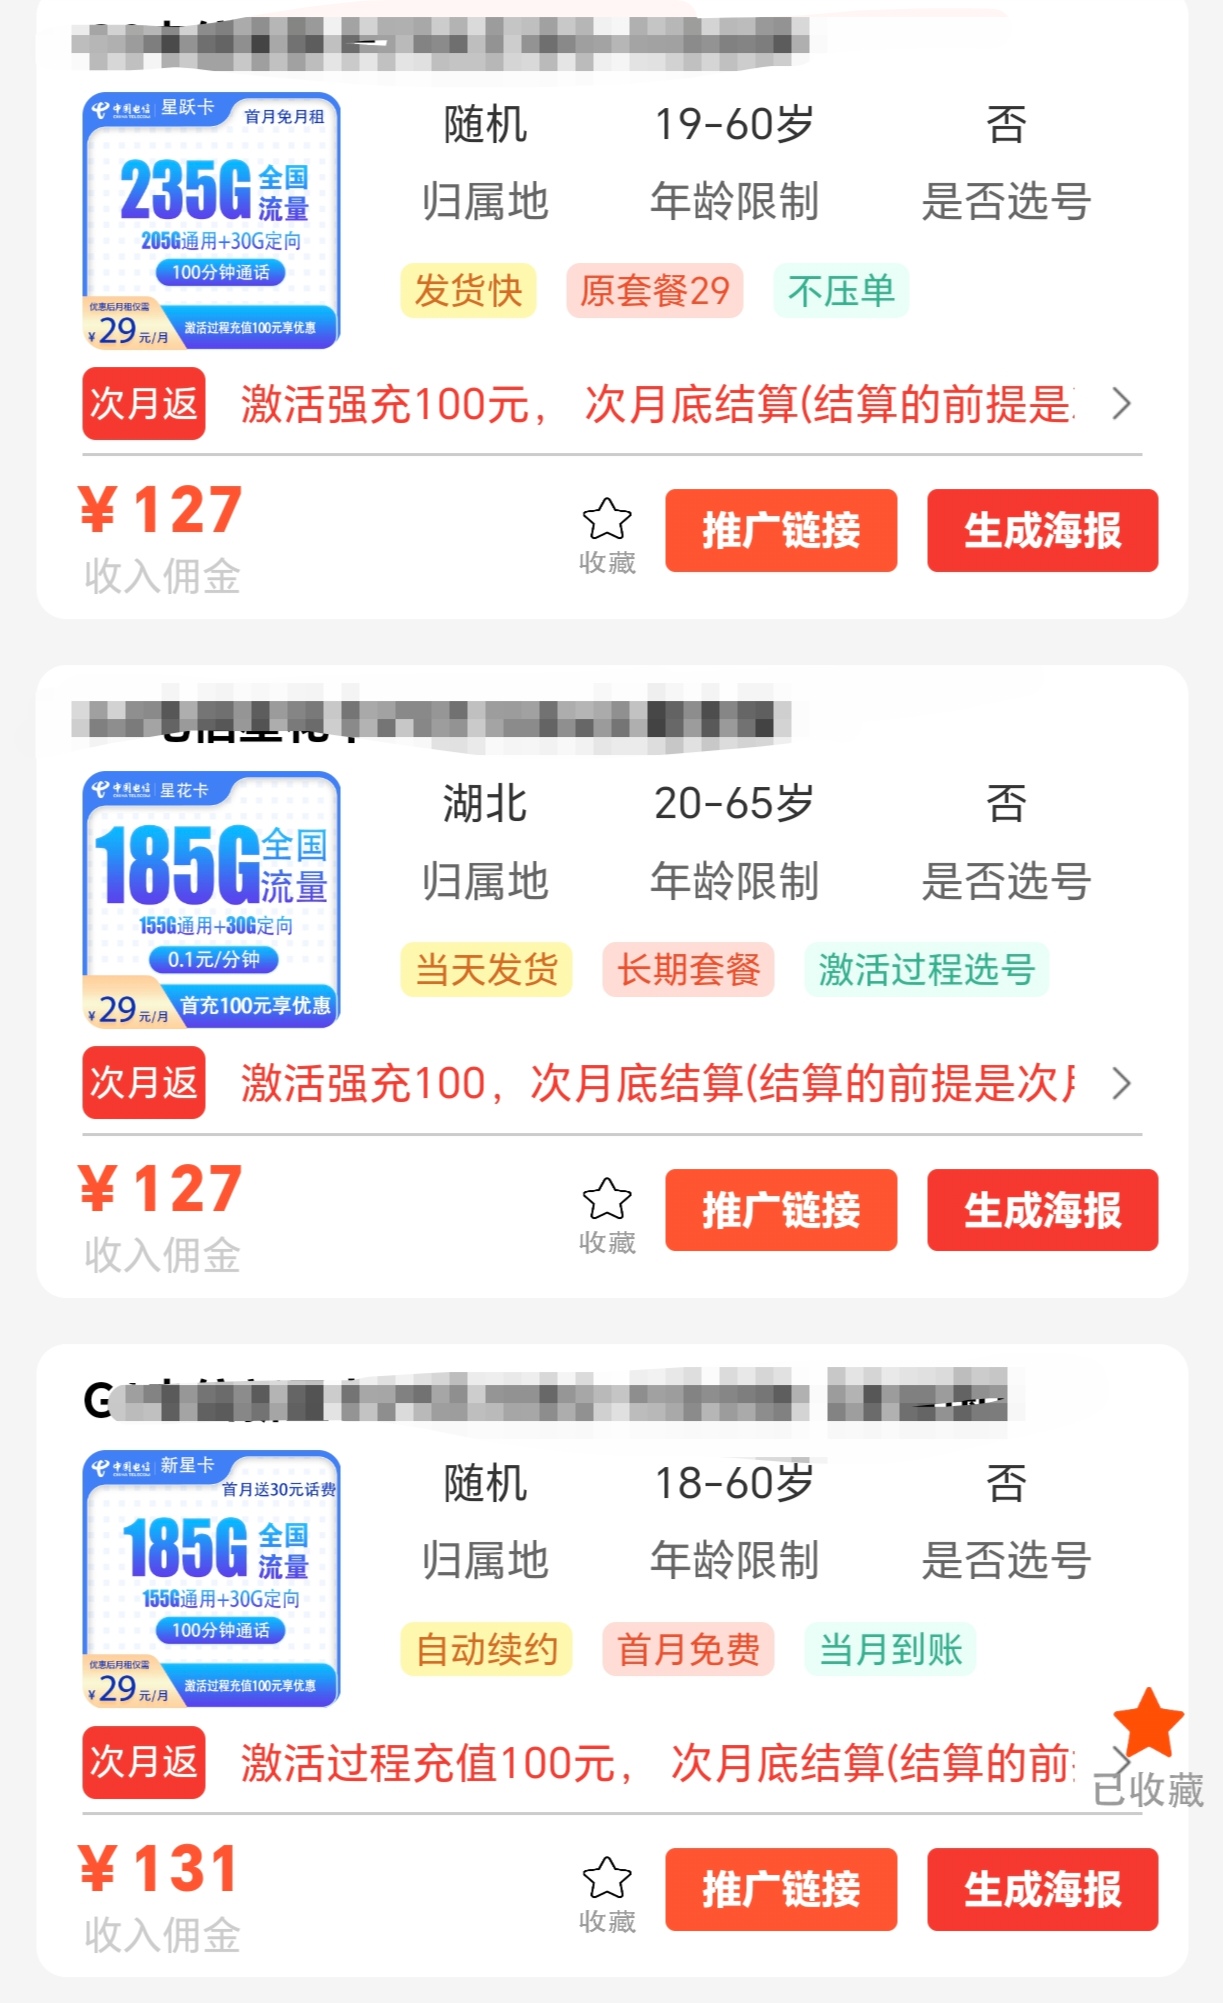 中国电信 星跃卡
首月免月租
235G 全国流量
205G通用+30G定向
100分钟通话
优惠后月租仅需
¥29元/月
激活过程充值100元享优惠
随机 19-60岁 否
归属地 年龄限制 是否选号
发货快 原套餐29 不压单
次月返 激活强充100元， 次月底结算(结算的前提是
¥127
收入佣金
收藏
推广链接 生成海报
电信星花卡
中国电信 星花卡
185G 全国流量
155G通用+30G定向
0.1元/分钟
¥29元/月
首充100元享优惠
湖北 20-65岁 否
归属地 年龄限制 是否选号
当天发货 长期套餐 激活过程选号
次月返 激活强充100，次月底结算(结算的前提是次月
¥127
收入佣金
收藏
推广链接 生成海报
G
中国电信 新星卡
首月送30元话费
185G 全国流量
155G通用+30G定向
100分钟通话
优惠后月租仅需
¥29元/月
激活过程充值100元享优惠
随机 18-60岁 否
归属地 年龄限制 是否选号
自动续约 首月免费 当月到账
次月返 激活过程充值100元， 次月底结算(结算的前
已收藏
¥131
收入佣金
收藏
推广链接 生成海报